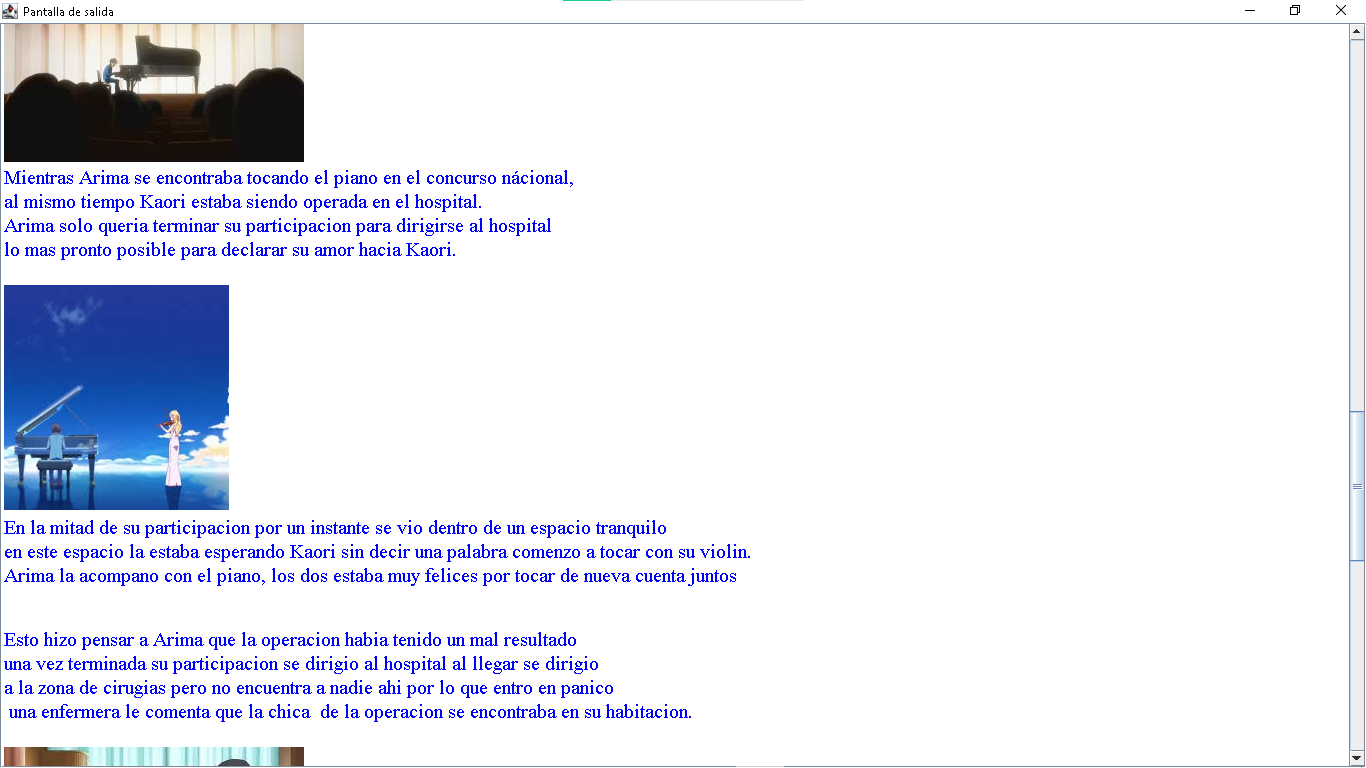 Pantalla de salida
Mientras Arima se encontraba tocando el piano en el concurso nácional,
al mismo tiempo Kaori estaba siendo operada en el hospital.
Arima solo queria terminar su participacion para dirigirse al hospital
lo mas pronto posible para declarar su amor hacia Kaori.
En la mitad de su participacion por un instante se vio dentro de un espacio tranquilo
en este espacio la estaba esperando Kaori sin decir una palabra comenzo a tocar con su violin.
Arima la acompano con el piano, los dos estaba muy felices por tocar de nueva cuenta juntos
Esto hizo pensar a Arima que la operacion habia tenido un mal resultado
una vez terminada su participacion se dirigio al hospital al llegar se dirigio
a la zona de cirugias pero no encuentra a nadie ahi por lo que entro en panico
una enfermera le comenta que la chica  de la operacion se encontraba en su habitacion.